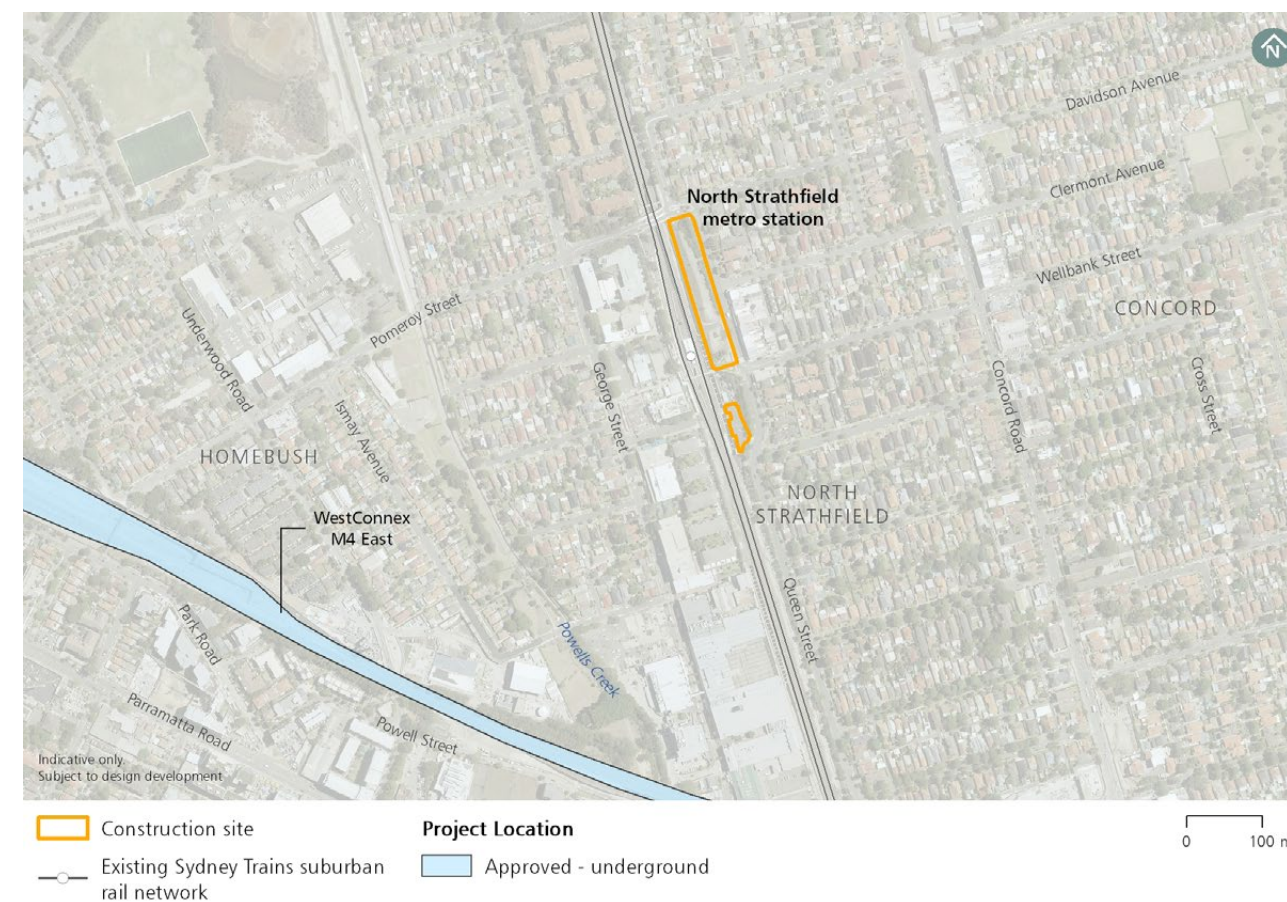 N
Davidson Avenue
Clermont Avenue
North Strathfield
metro station
Wellbank Street
CONCORD
Pomeroy Street
Underwood Road
George Street
Concord Road
Cross Street
Ismay Avenue
HOMEBUSH
NORTH
STRATHFIELD
WestConnex
M4 East
Queen Street
Park Road
Powells Creek
Parramatta Road
Powell Street
Indicative only.
Subject to design development
Construction site
Existing Sydney Trains suburban
rail network
Project Location
Approved - underground
0 100 m